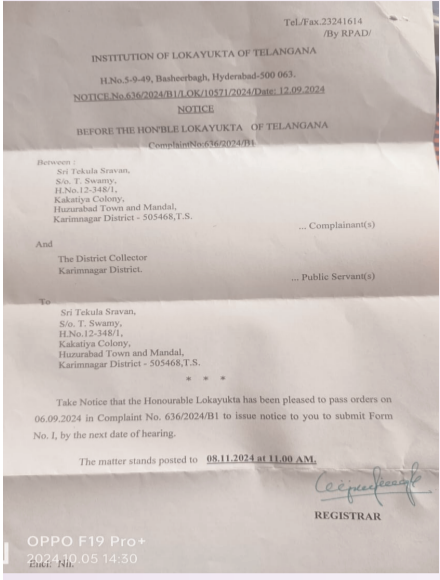 Tel./Fax.23241614
/By RPAD/
INSTITUTION OF LOKAYUKTA OF TELANGANA
H.No.5-9-49, Basheerbagh, Hyderabad-500 063.
NOTICE.No.636/2024/B1/LOK/10571/2024/Date: 12.09.2024
NOTICE
BEFORE THE HON'BLE LOKAYUKTA OF TELANGANA
ComplaintNo:636/2024/B1
Between :
Sri Tekula Sravan,
S/o. T. Swamy,
H.No.12-348/1,
Kakatiya Colony,
Huzurabad Town and Mandal,
Karimnagar District - 505468,T.S.
... Complainant(s)
And
The District Collector
Karimnagar District.
... Public Servant(s)
To
Sri Tekula Sravan,
S/o. T. Swamy,
H.No.12-348/1,
Kakatiya Colony,
Huzurabad Town and Mandal,
Karimnagar District - 505468,T.S.
* * *
Take Notice that the Honourable Lokayukta has been pleased to pass orders on
06.09.2024 in Complaint No. 636/2024/B1 to issue notice to you to submit Form
No. I, by the next date of hearing.
The matter stands posted to 08.11.2024 at 11.00 AM.
REGISTRAR
OPPO F19 Pro+
2024.10.05 14:30
Encl: Nil.